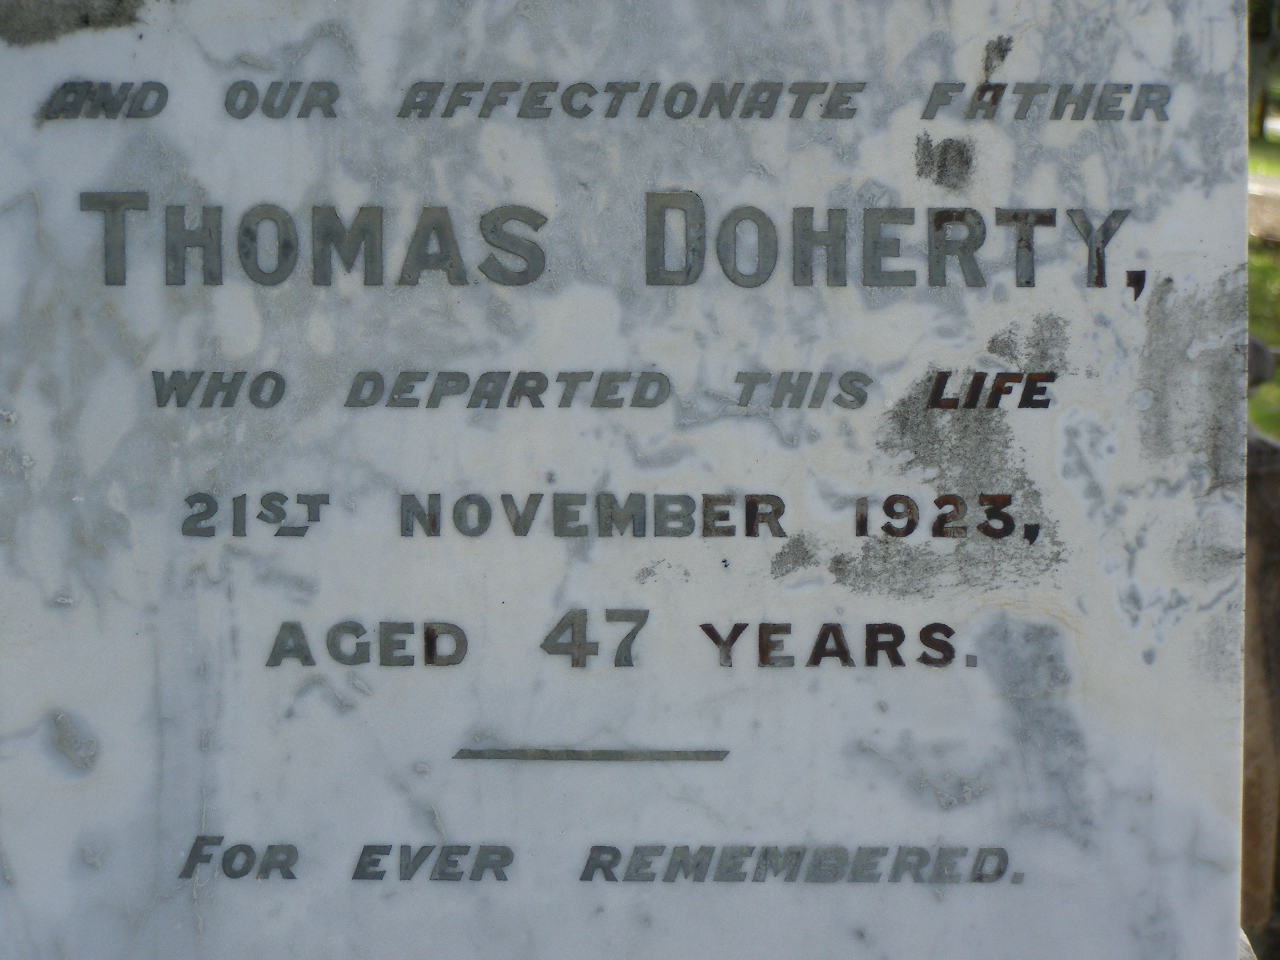 AND OUR AFFECTIONATE FATHER
THOMAS DOHERTY,
WHO DEPARTED THIS LIFE
21ST NOVEMBER 1923,
AGED 47 YEARS.
FOR EVER REMEMBERED.